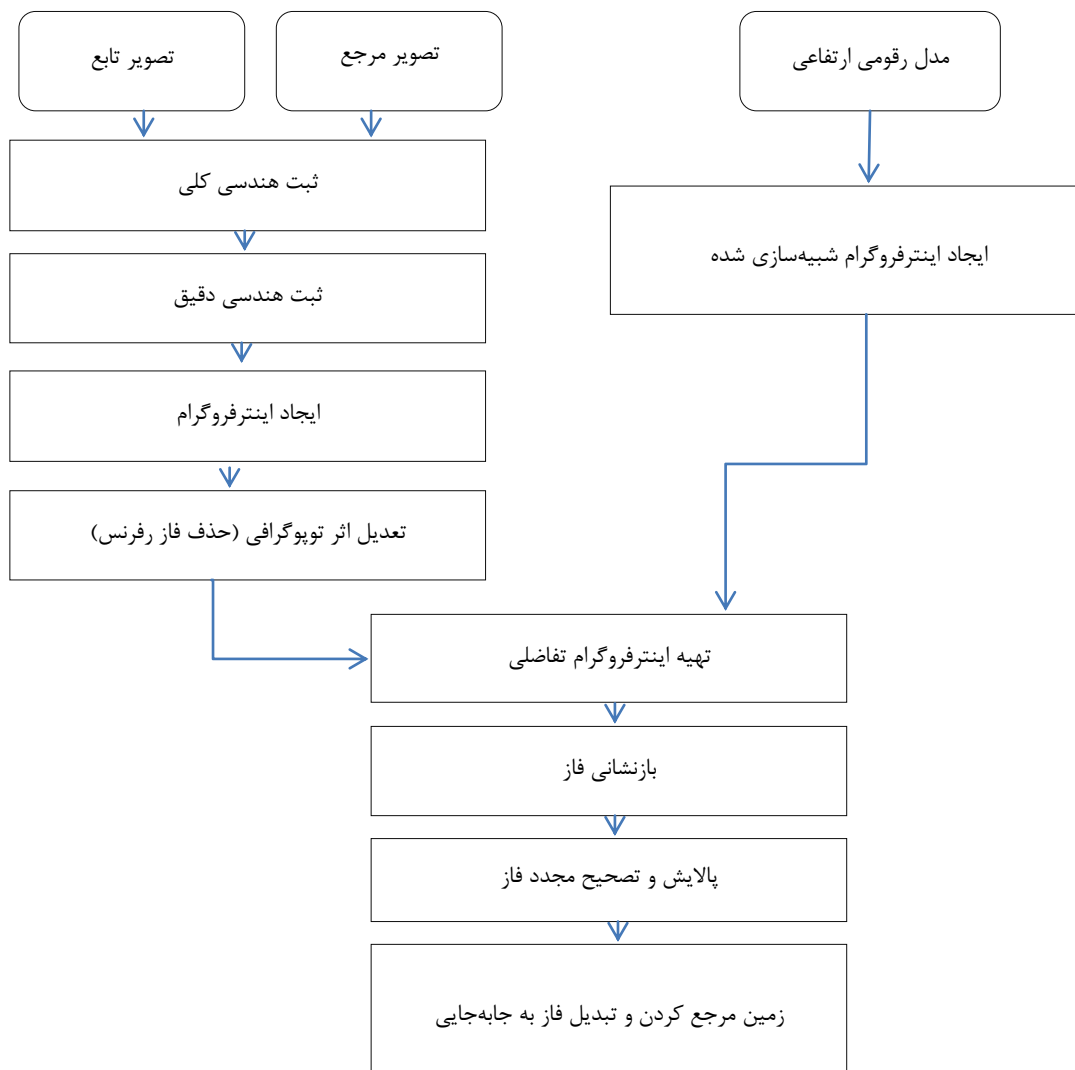 تصویر تابع
تصویر مرجع
مدل رقومی ارتفاعی
ثبت هندسی کلی
ایجاد اینترفروگرام شبیه‌سازی شده
ثبت هندسی دقیق
ایجاد اینترفروگرام
تعدیل اثر توپوگرافی (حذف فاز رفرنس)
تهیه اینترفروگرام تفاضلی
بازنشانی فاز
پالایش و تصحیح مجدد فاز
زمین مرجع کردن و تبدیل فاز به جابه‌جایی